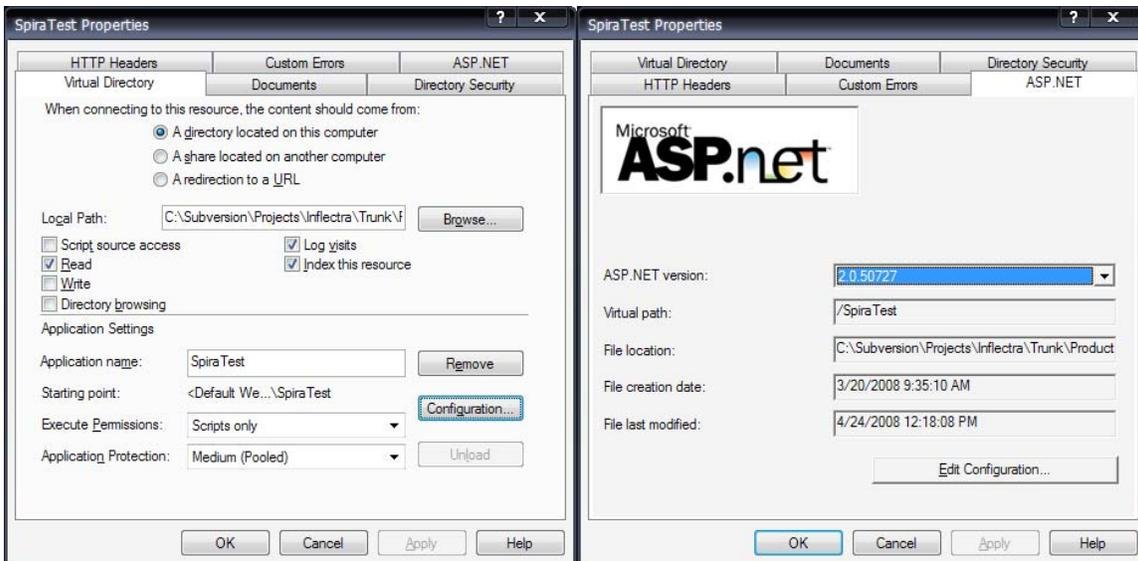 SpiraTest Properties
? X
HTTP Headers Custom Errors ASP.NET
Virtual Directory Documents Directory Security
When connecting to this resource, the content should come from:
A directory located on this computer
A share located on another computer
A redirection to a URL
Local Path: C:\Subversion\Projects\Inflectra\Trunk\F Browse...
Script source access Log visits
Read Index this resource
Write
Directory browsing
Application Settings
Application name: SpiraTest Remove
Starting point: <Default We...\SpiraTest
Configuration...
Execute Permissions: Scripts only
Application Protection: Medium (Pooled) Unload
OK Cancel Apply Help
SpiraTest Properties
? X
Virtual Directory Documents Directory Security
HTTP Headers Custom Errors ASP.NET
Microsoft
ASP.net
ASP.NET version: 2.0.50727
Virtual path: /SpiraTest
File location: C:\Subversion\Projects\Inflectra\Trunk\Product
File creation date: 3/20/2008 9:35:10 AM
File last modified: 4/24/2008 12:18:08 PM
Edit Configuration...
OK Cancel Apply Help